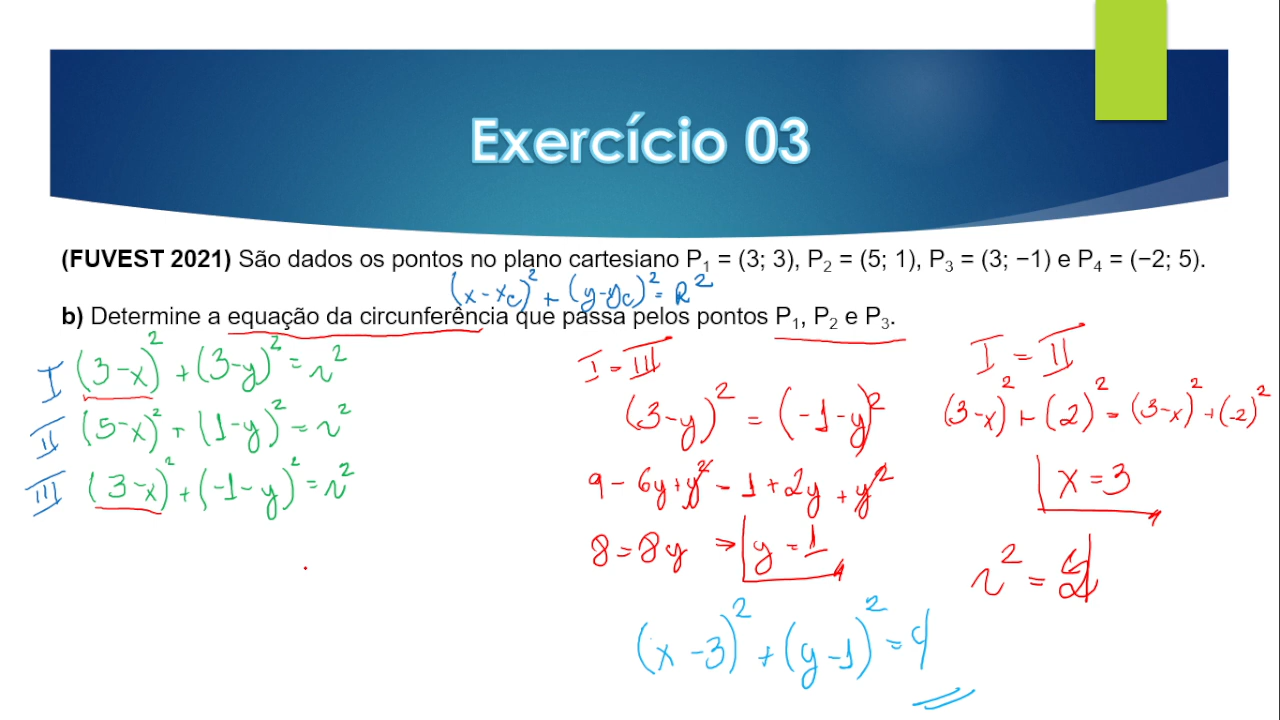 Exercício 03
(FUVEST 2021) São dados os pontos no plano cartesiano P₁ = (3; 3), P₂ = (5; 1), P₃ = (3; −1) e P₄ = (−2; 5).
(x - x_c)² + (y - y_c)² = R²
b) Determine a equação da circunferência que passa pelos pontos P₁, P₂ e P₃.
I (3-x)² + (3-y)² = r²
II (5-x)² + (1-y)² = r²
III (3-x)² + (-1-y)² = r²
I = III
(3-y)² = (-1-y)²
9 - 6y + y² = 1 + 2y + y²
8 = 8y ⇒ y = 1
I = II
(3-x)² + (2)² = (3-x)² + (-2)²
x = 3
r² =
(x - 3)² + (y - 1)² = 4